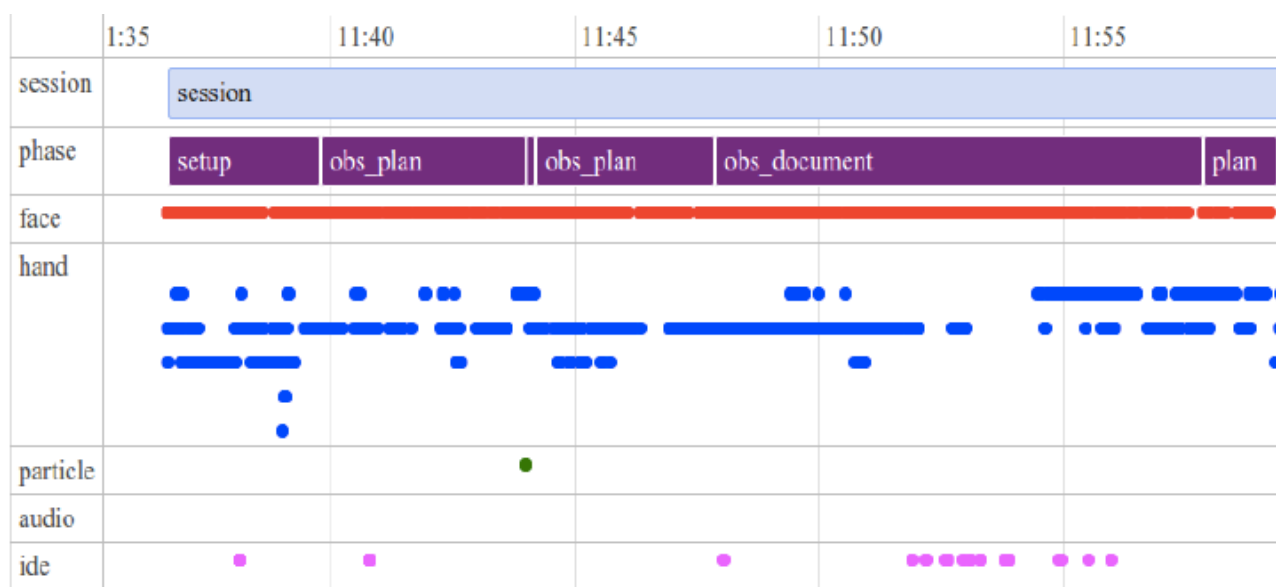 1:35 11:40 11:45 11:50 11:55
session session
phase setup obs_plan obs_plan obs_document plan
face
hand
particle
audio
ide